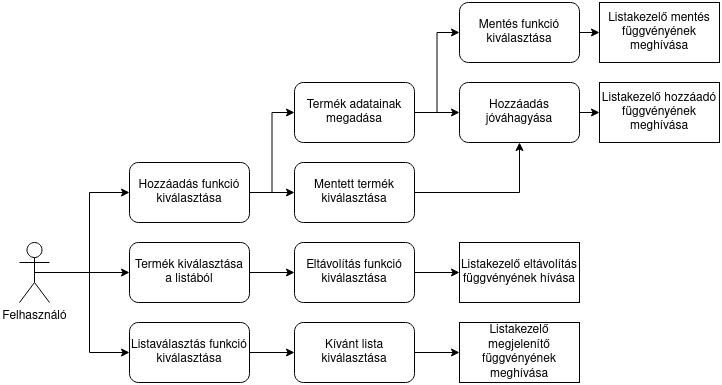 Mentés funkció
kiválasztása
Listakezelő mentés
függvényének
meghívása
Termék adatainak
megadása
Hozzáadás
jóváhagyása
Listakezelő hozzáadó
függvényének
meghívása
Hozzáadás funkció
kiválasztása
Mentett termék
kiválasztása
Felhasználó
Termék kiválasztása
a listából
Eltávolítás funkció
kiválasztása
Listakezelő eltávolítás
függvényének hívása
Listaválasztás funkció
kiválasztása
Kívánt lista
kiválasztása
Listakezelő
megjelenítő
függvényének
meghívása